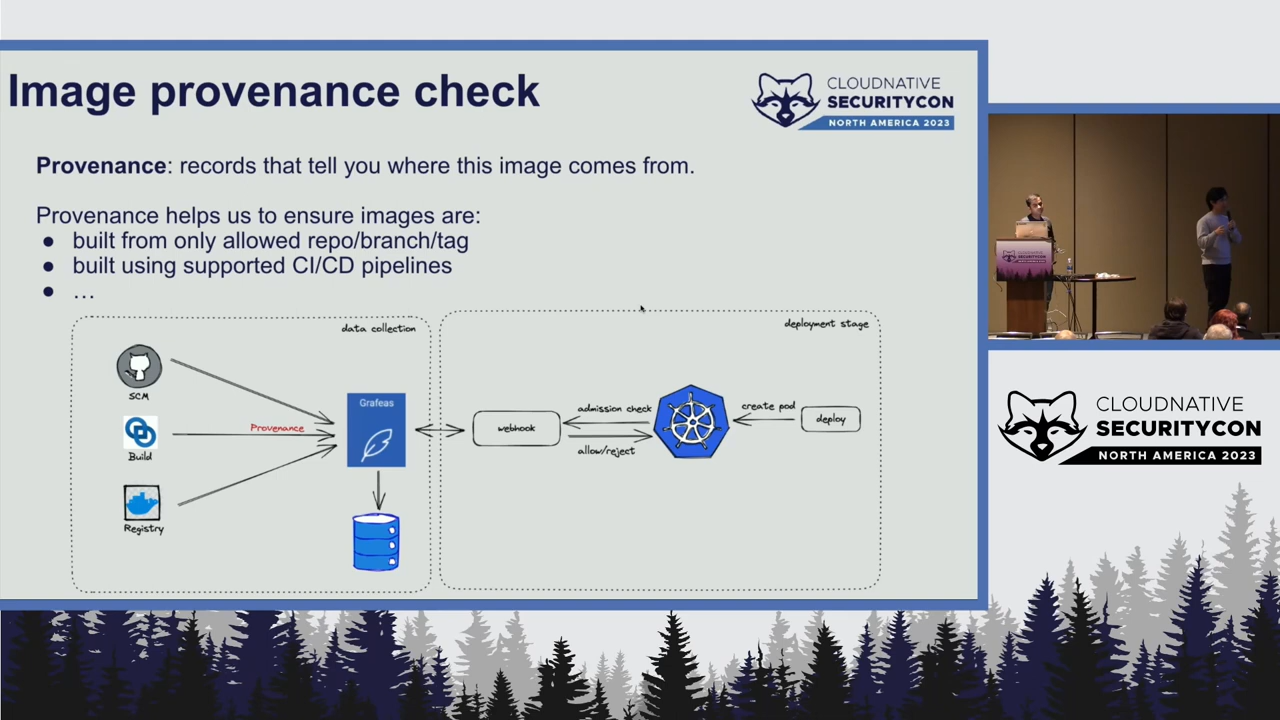 Image provenance check
CLOUDNATIVE
SECURITYCON
NORTH AMERICA 2023
Provenance: records that tell you where this image comes from.
Provenance helps us to ensure images are:
● built from only allowed repo/branch/tag
● built using supported CI/CD pipelines
● …
data collection
deployment stage
SCM
Grafeas
Provenance
Build
Registry
webhook
admission check
allow/reject
create pod
deploy
CLOUDNATIVE
SECURITYCON
NORTH AMERICA 2023